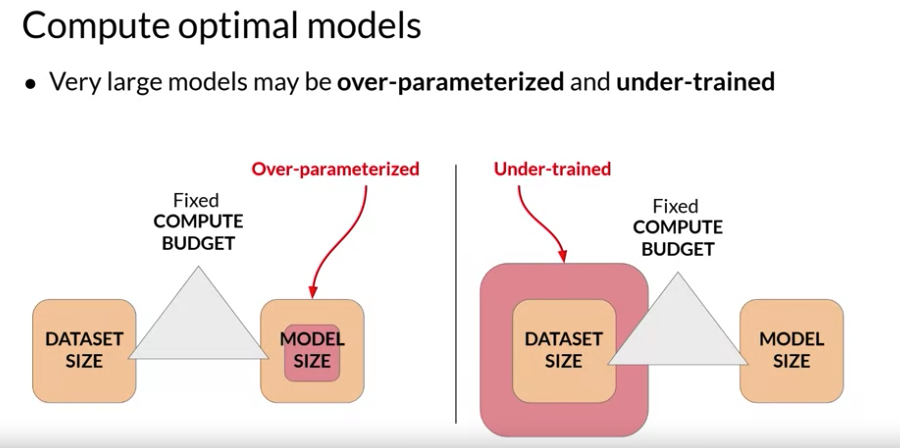 Compute optimal models
• Very large models may be over-parameterized and under-trained
Over-parameterized
Fixed
COMPUTE
BUDGET
DATASET
SIZE
MODEL
SIZE
Under-trained
Fixed
COMPUTE
BUDGET
DATASET
SIZE
MODEL
SIZE